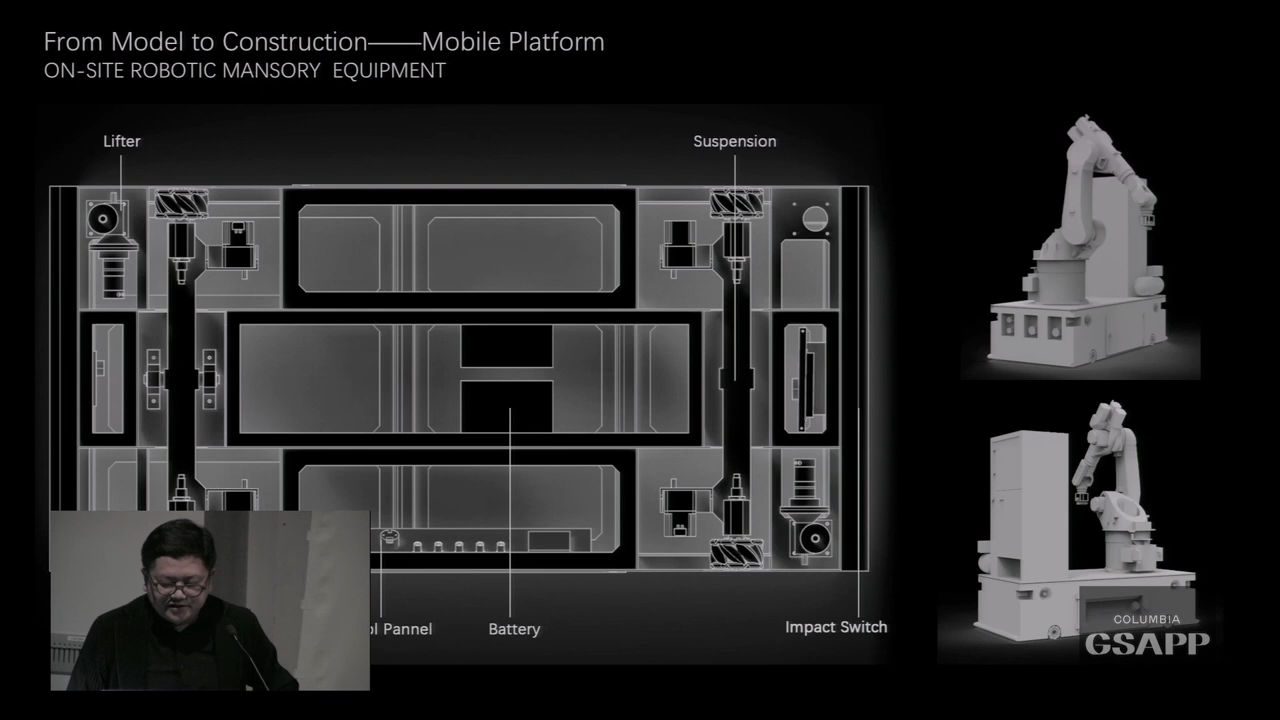 From Model to Construction——Mobile Platform
ON-SITE ROBOTIC MANSORY EQUIPMENT
Lifter
Suspension
Pannel
Battery
Impact Switch
COLUMBIA
GSAPP